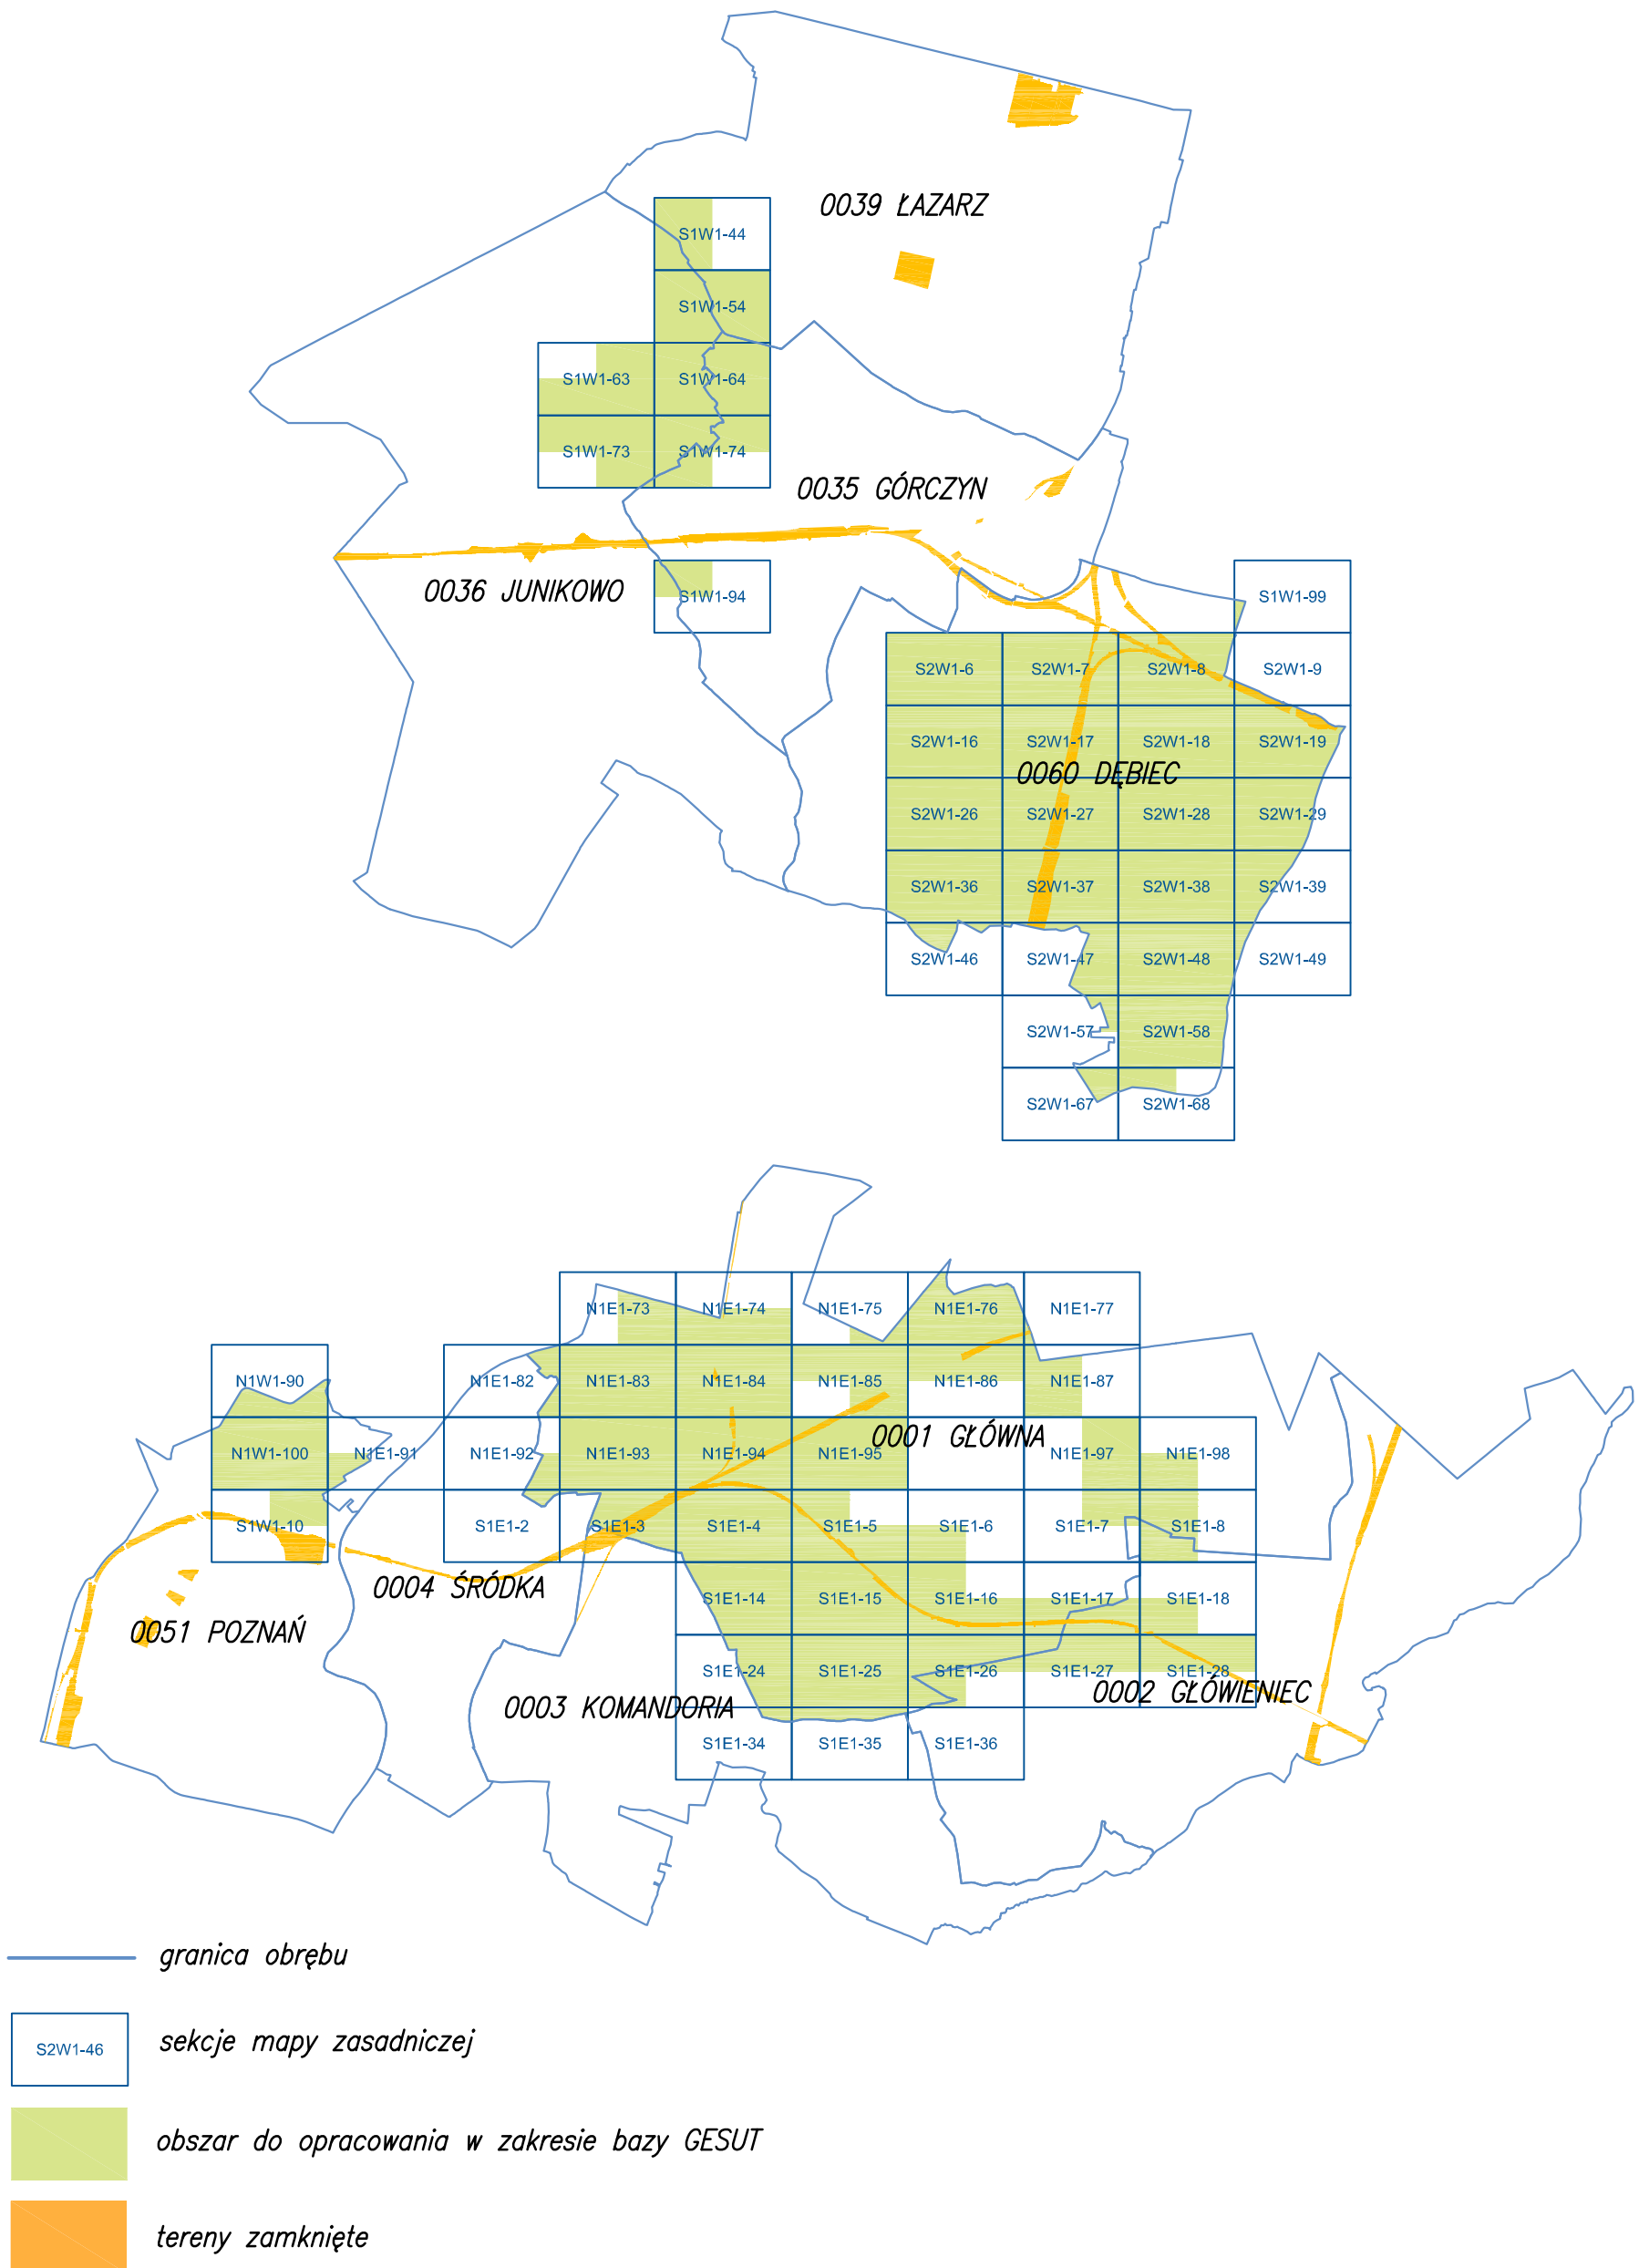 0039 ŁAZARZ
S1W1-44
S1W1-54
S1W1-63 S1W1-64
S1W1-73 S1W1-74
0035 GÓRCZYN
0036 JUNIKOWO
S1W1-94 S1W1-99
S2W1-6 S2W1-7 S2W1-8 S2W1-9
S2W1-16 S2W1-17 S2W1-18 S2W1-19
0060 DĘBIEC
S2W1-26 S2W1-27 S2W1-28 S2W1-29
S2W1-36 S2W1-37 S2W1-38 S2W1-39
S2W1-46 S2W1-47 S2W1-48 S2W1-49
S2W1-57 S2W1-58
S2W1-67 S2W1-68
N1E1-73 N1E1-74 N1E1-75 N1E1-76 N1E1-77
N1W1-90 N1E1-82 N1E1-83 N1E1-84 N1E1-85 N1E1-86 N1E1-87
0001 GŁÓWNA
N1W1-100 N1E1-91 N1E1-92 N1E1-93 N1E1-94 N1E1-95 N1E1-97 N1E1-98
S1W1-10 S1E1-2 S1E1-3 S1E1-4 S1E1-5 S1E1-6 S1E1-7 S1E1-8
0004 ŚRÓDKA
S1E1-14 S1E1-15 S1E1-16 S1E1-17 S1E1-18
0051 POZNAŃ
S1E1-24 S1E1-25 S1E1-26 S1E1-27 S1E1-28
0002 GŁÓWIENIEC
0003 KOMANDORIA
S1E1-34 S1E1-35 S1E1-36
granica obrębu
S2W1-46 sekcje mapy zasadniczej
obszar do opracowania w zakresie bazy GESUT
tereny zamknięte